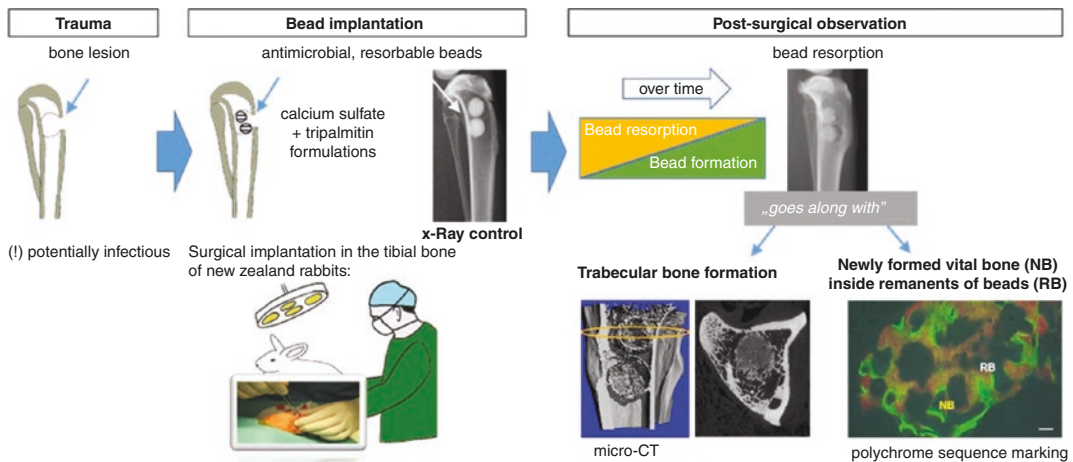 Trauma
bone lesion
(!) potentially infectious
Bead implantation
antimicrobial, resorbable beads
calcium sulfate
+ tripalmitin
formulations
x-Ray control
Surgical implantation in the tibial bone
of new zealand rabbits:
Post-surgical observation
bead resorption
over time
Bead resorption
Bead formation
„goes along with”
Trabecular bone formation
micro-CT
Newly formed vital bone (NB)
inside remanents of beads (RB)
RB
NB
polychrome sequence marking